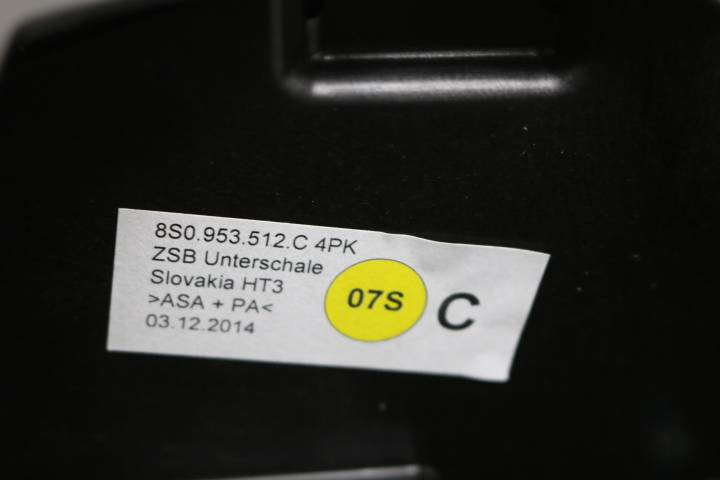 8S0.953.512.C 4PK
ZSB Unterschale
Slovakia HT3
>ASA + PA<
03.12.2014
07S
C